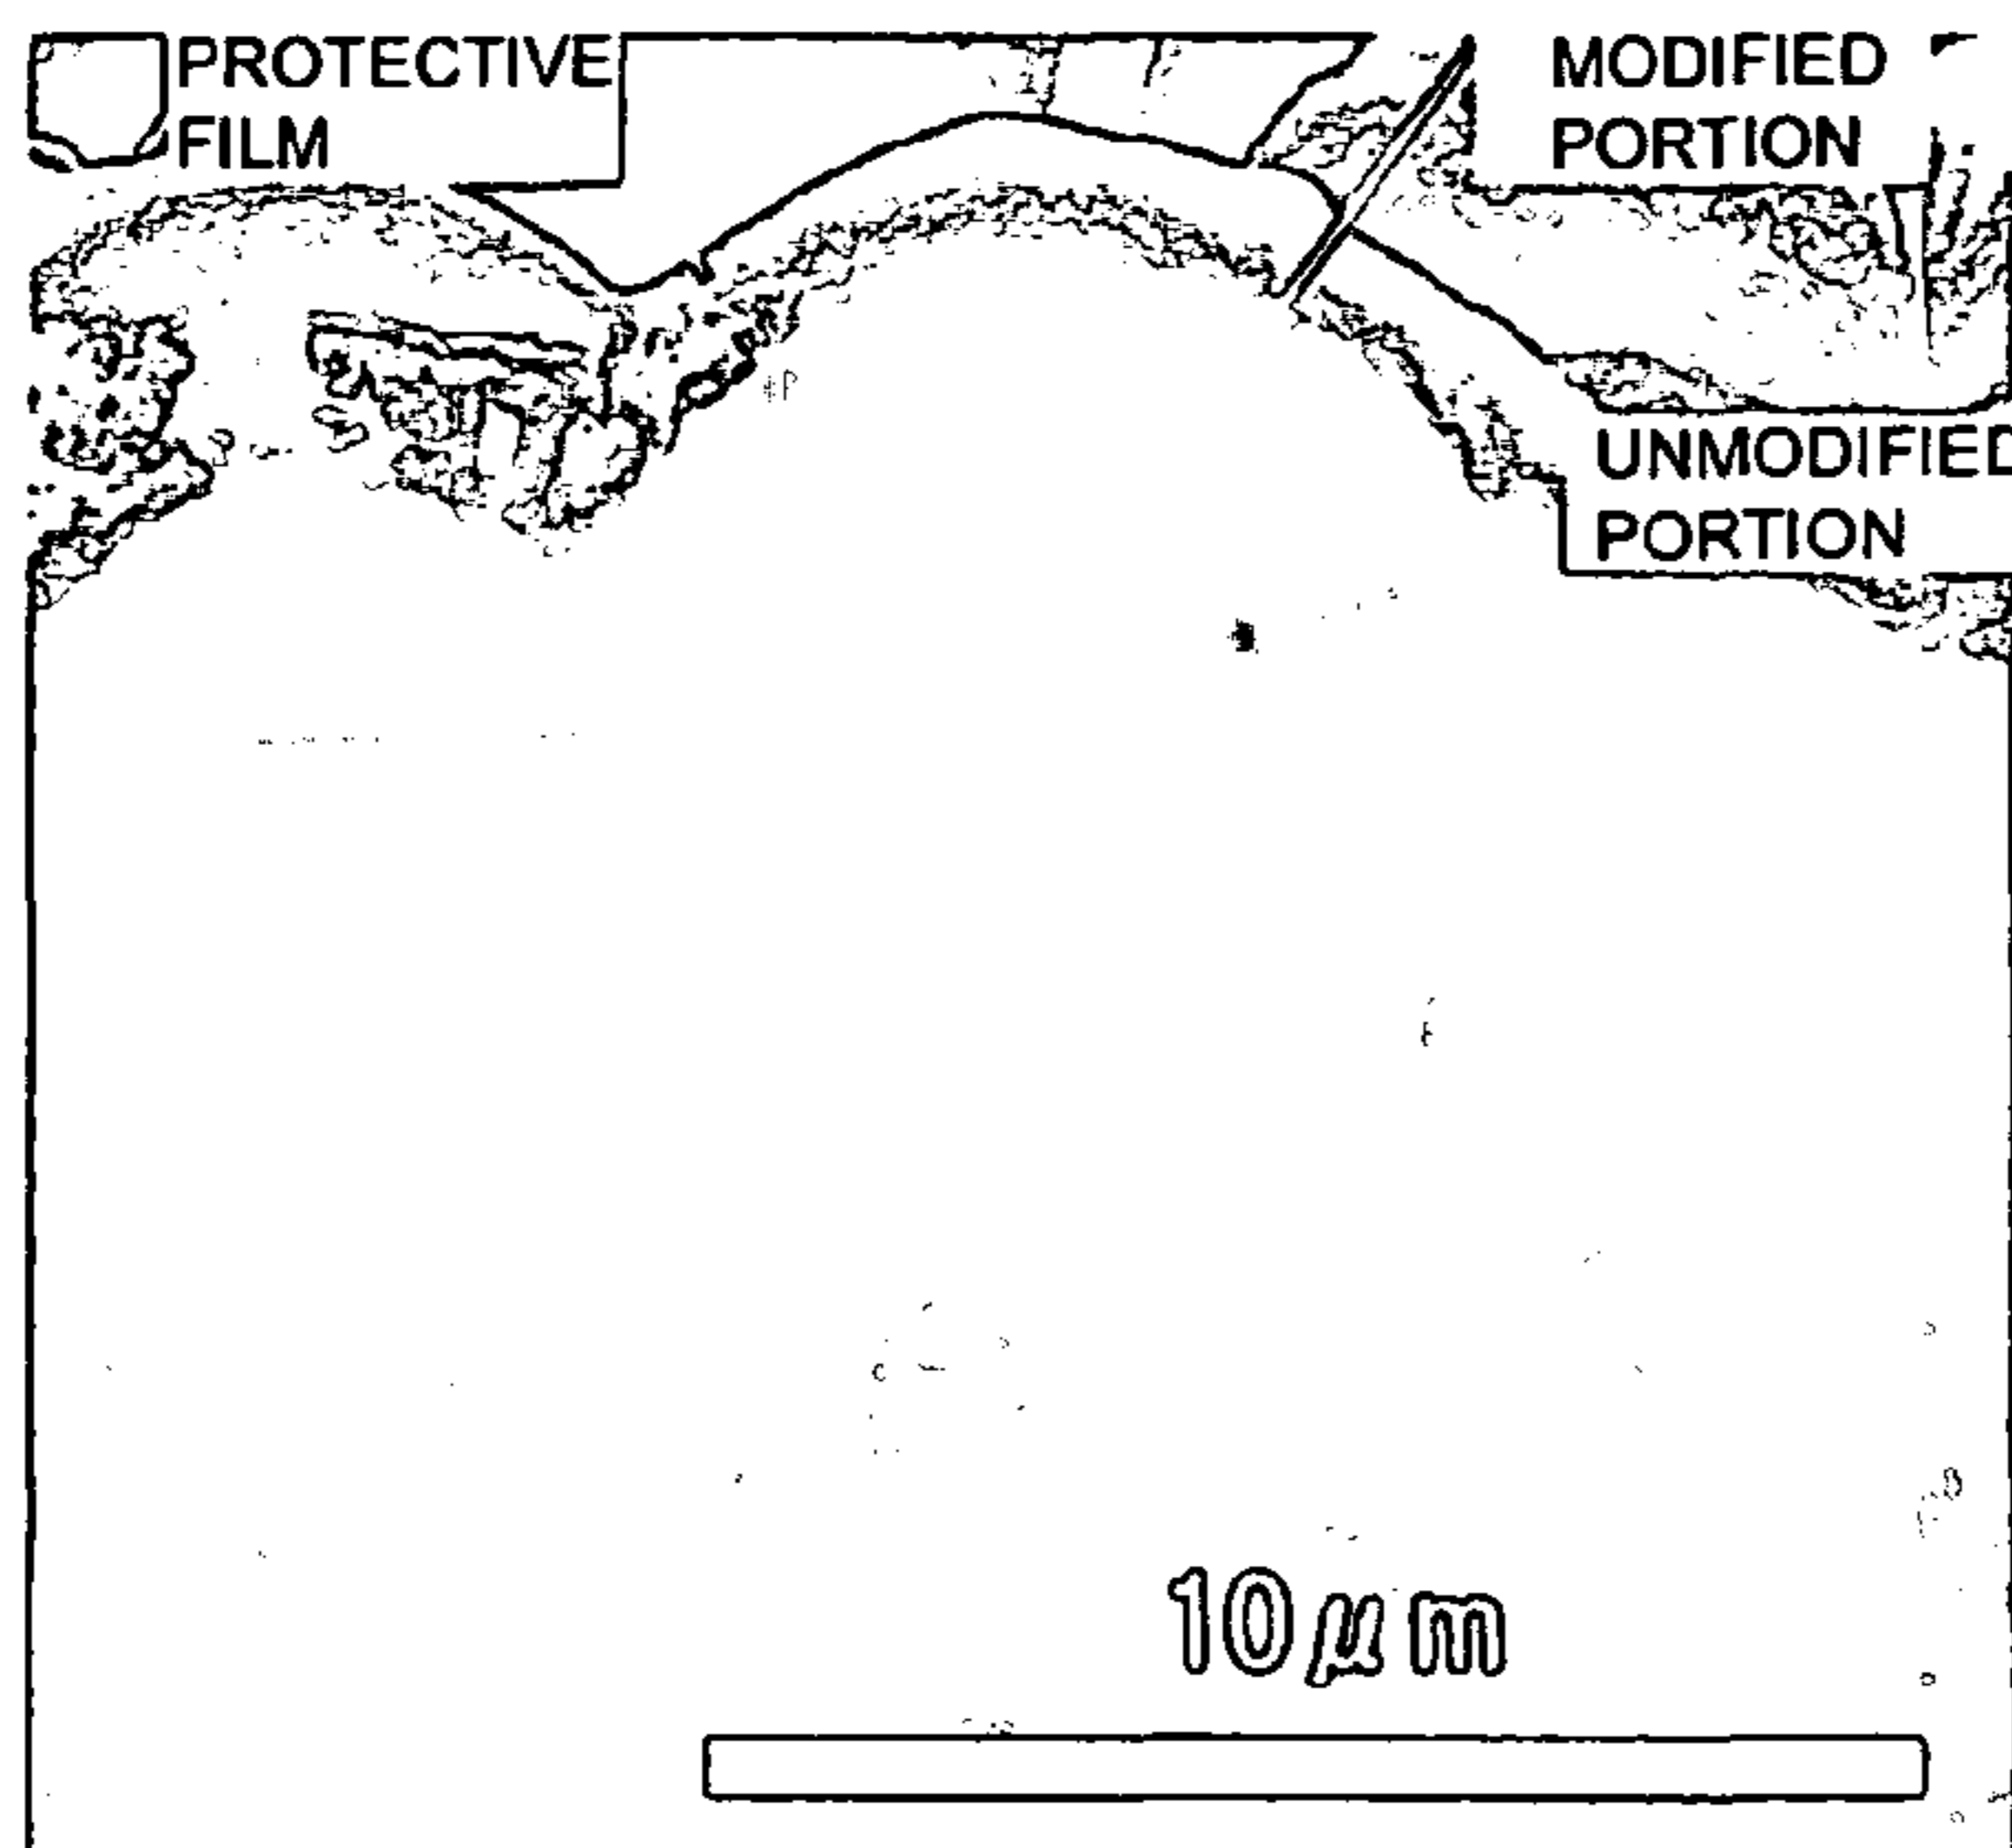 PROTECTIVE
FILM
MODIFIED
PORTION
UNMODIFIED
PORTION
10μm